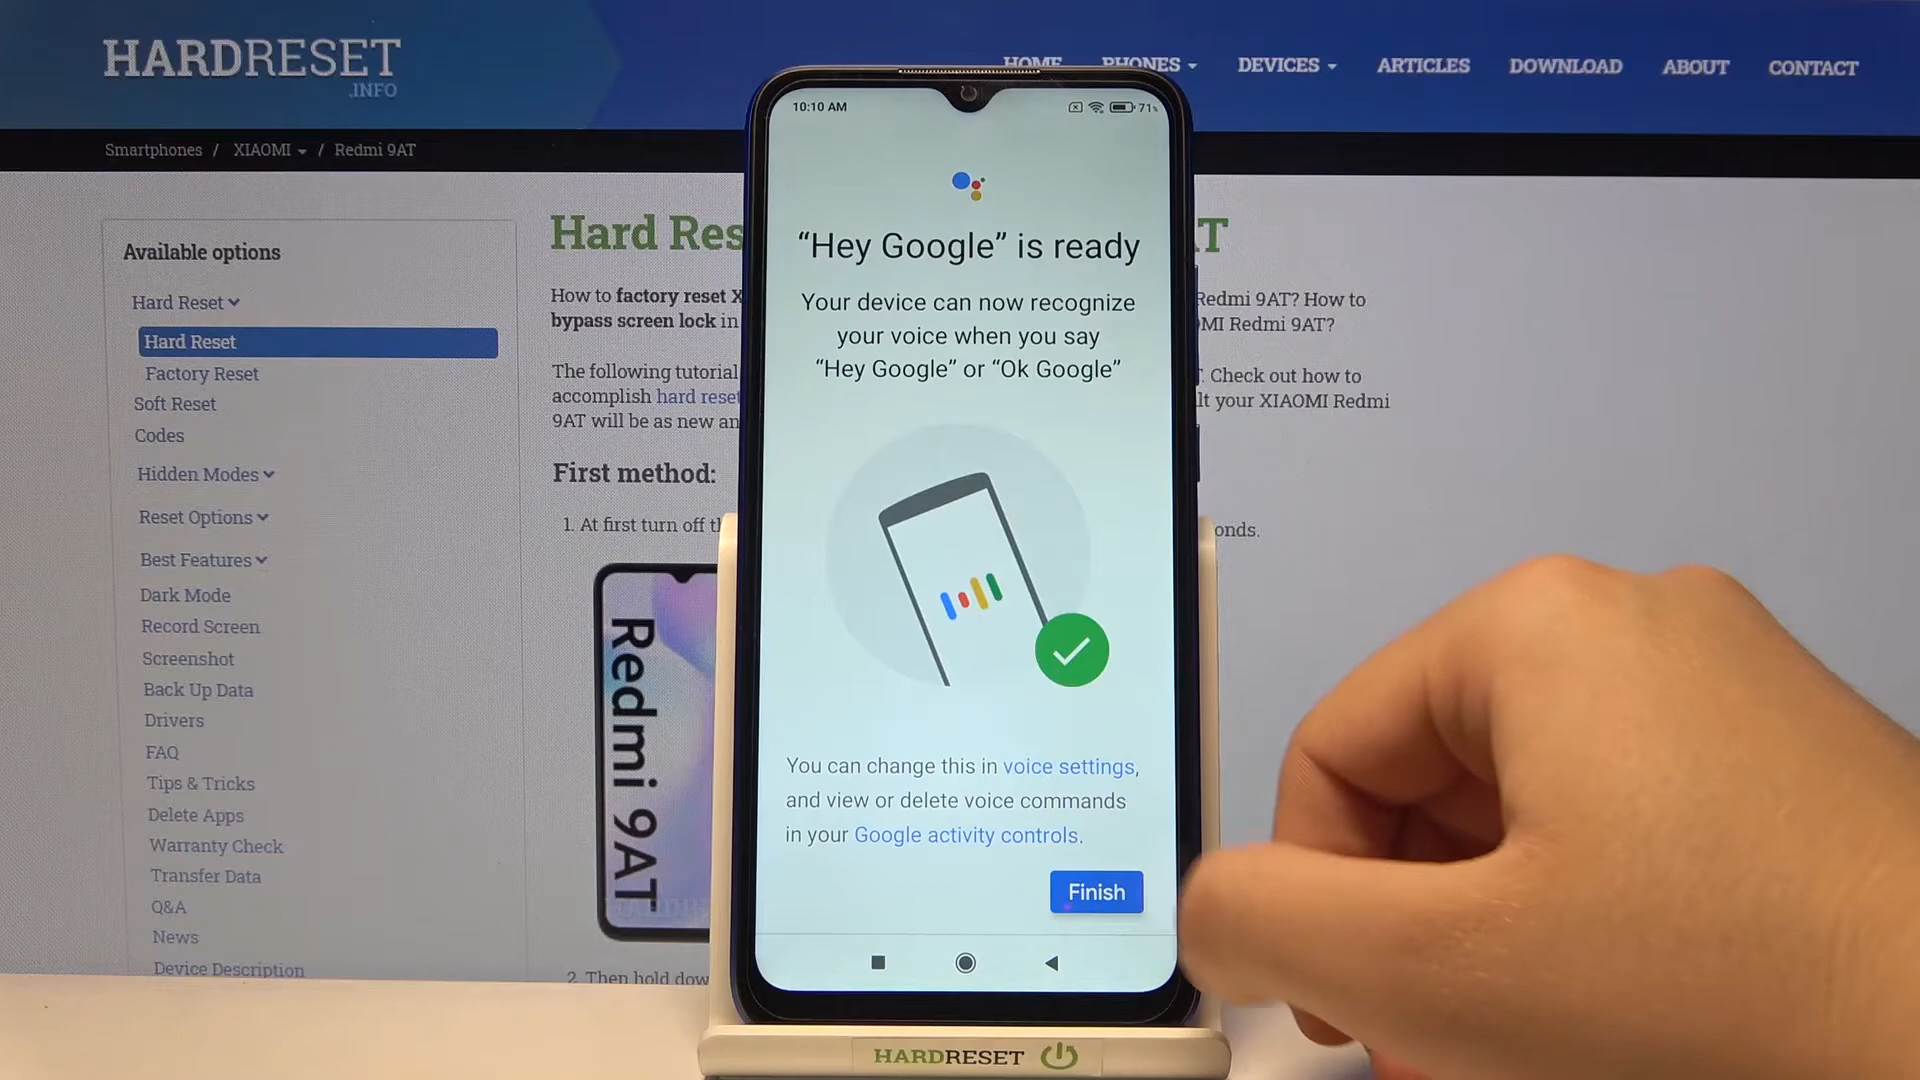 HARDRESET
.INFO
HOME PHONES DEVICES ARTICLES DOWNLOAD ABOUT CONTACT
Smartphones / XIAOMI / Redmi 9AT
Available options
Hard Reset
Hard Reset
Factory Reset
Soft Reset
Codes
Hidden Modes
Reset Options
Best Features
Dark Mode
Record Screen
Screenshot
Back Up Data
Drivers
FAQ
Tips & Tricks
Delete Apps
Warranty Check
Transfer Data
Q&A
News
Device Description
Hard Res
AT
How to factory reset X
Redmi 9AT? How to
bypass screen lock in
MI Redmi 9AT?
The following tutorial
Check out how to
accomplish hard reset
lt your XIAOMI Redmi
9AT will be as new an
First method:
1. At first turn off th
onds.
Redmi 9AT
2. Then hold dow
10:10 AM
71%
“Hey Google” is ready
Your device can now recognize
your voice when you say
“Hey Google” or “Ok Google”
You can change this in voice settings,
and view or delete voice commands
in your Google activity controls.
Finish
HARDRESET